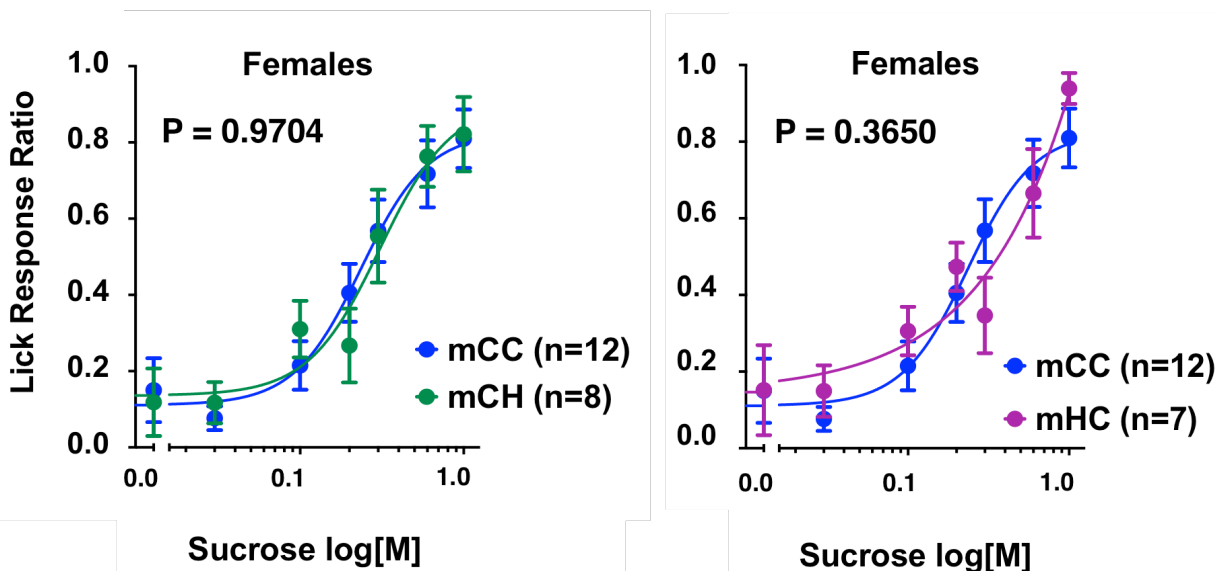 Females
P = 0.9704
Lick Response Ratio
1.0
0.8
0.6
0.4
0.2
0.0
mCC (n=12)
mCH (n=8)
0.0 0.1 1.0
Sucrose log[M]
Females
P = 0.3650
1.0
0.8
0.6
0.4
0.2
0.0
mCC (n=12)
mHC (n=7)
0.0 0.1 1.0
Sucrose log[M]